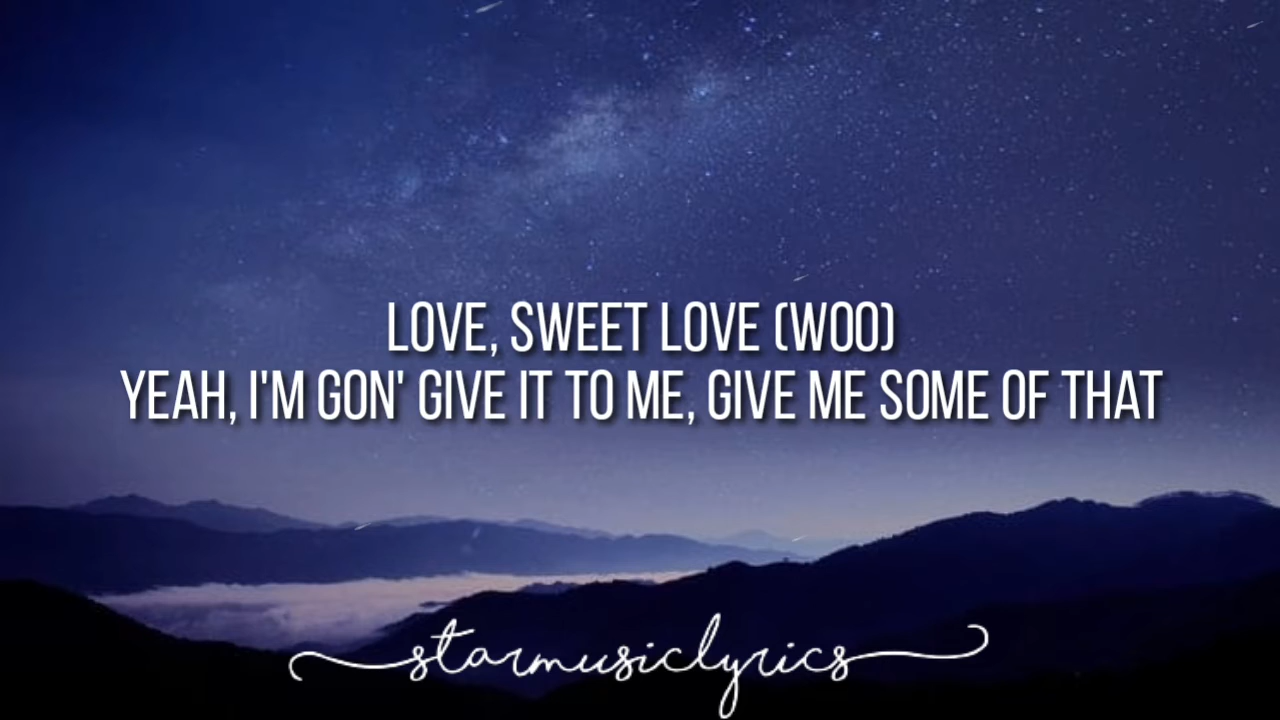 LOVE, SWEET LOVE (WOO)
YEAH, I'M GON' GIVE IT TO ME, GIVE ME SOME OF THAT
starmusiclyrics